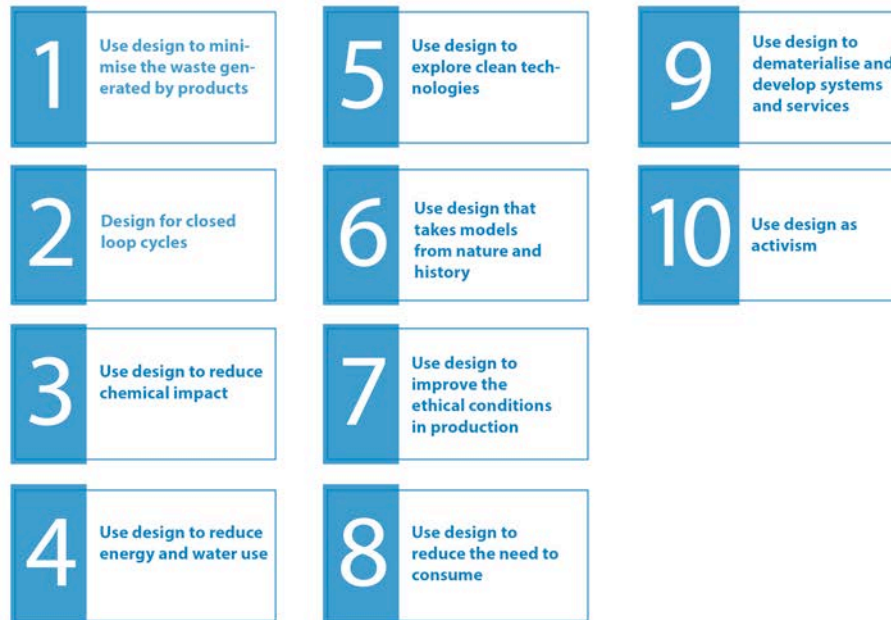 1
Use design to mini-
mise the waste gen-
erated by products
2
Design for closed
loop cycles
3
Use design to reduce
chemical impact
4
Use design to reduce
energy and water use
5
Use design to
explore clean tech-
nologies
6
Use design that
takes models
from nature and
history
7
Use design to
improve the
ethical conditions
in production
8
Use design to
reduce the need to
consume
9
Use design to
dematerialise and
develop systems
and services
10
Use design as
activism